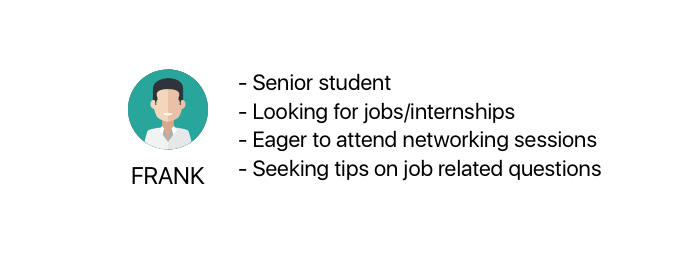 - Senior student
- Looking for jobs/internships
- Eager to attend networking sessions
- Seeking tips on job related questions
FRANK